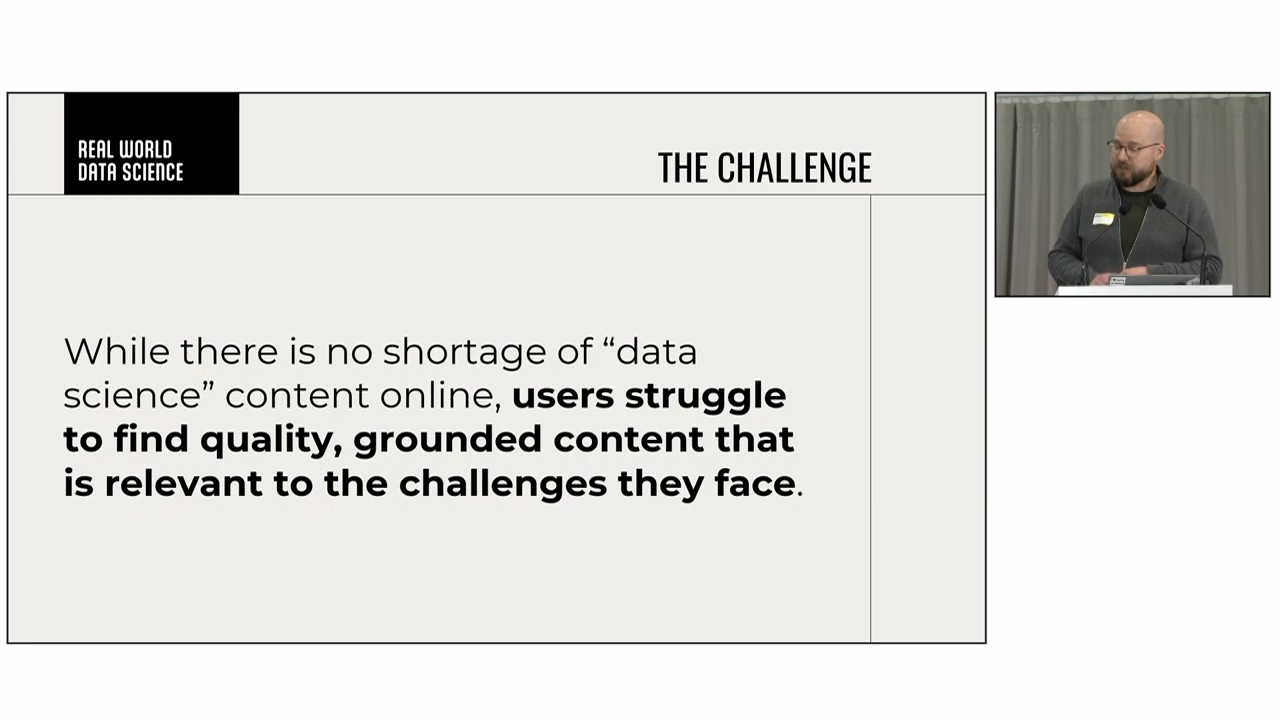 REAL WORLD
DATA SCIENCE
THE CHALLENGE
While there is no shortage of “data
science” content online, users struggle
to find quality, grounded content that
is relevant to the challenges they face.